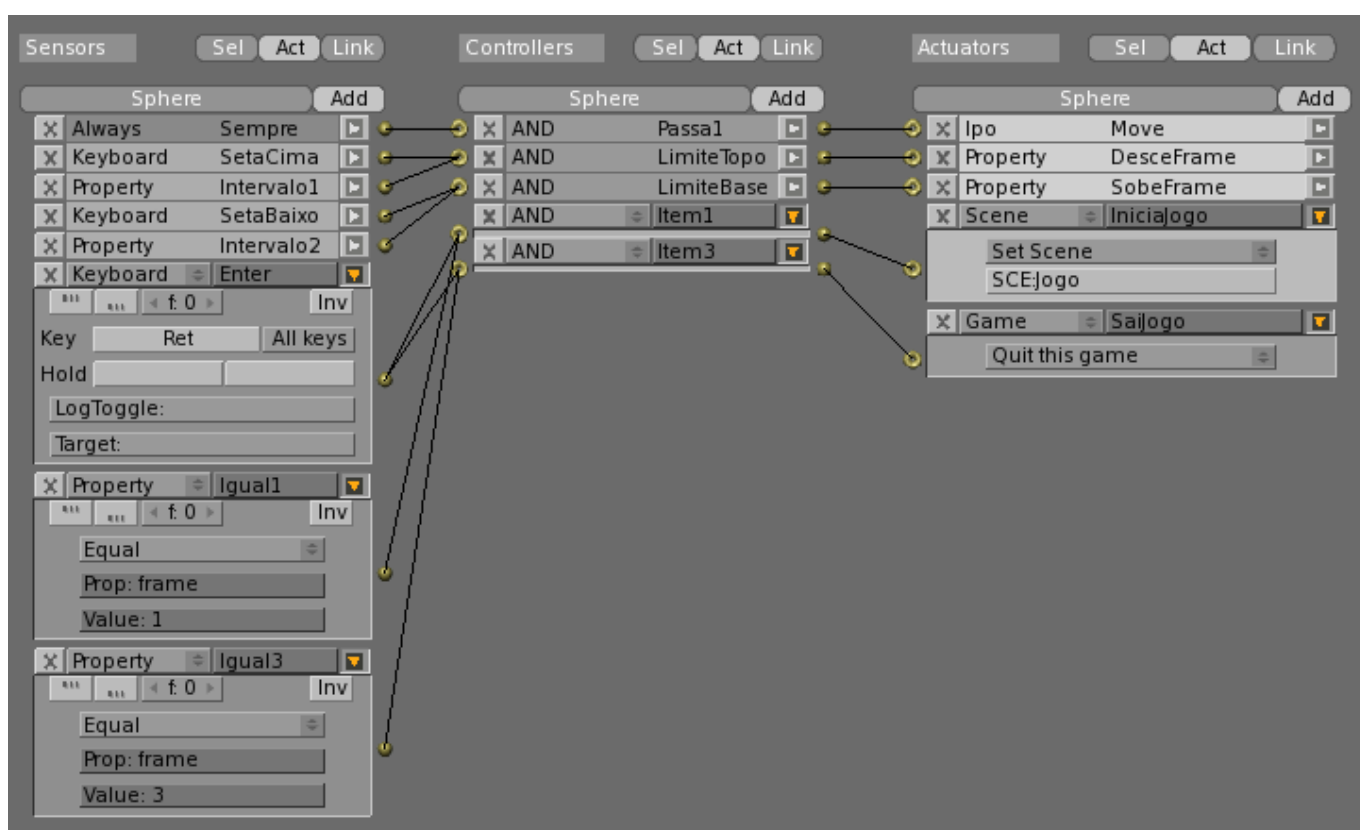 Sensors Sel Act Link
Sphere Add
X Always Sempre
X Keyboard SetaCima
X Property Intervalo1
X Keyboard SetaBaixo
X Property Intervalo2
X Keyboard Enter
f: 0 Inv
Key Ret All keys
Hold
LogToggle:
Target:
X Property Igual1
f: 0 Inv
Equal
Prop: frame
Value: 1
X Property Igual3
f: 0 Inv
Equal
Prop: frame
Value: 3
Controllers Sel Act Link
Sphere Add
X AND Passa1
X AND LimiteTopo
X AND LimiteBase
X AND Item1
X AND Item3
Actuators Sel Act Link
Sphere Add
X Ipo Move
X Property DesceFrame
X Property SobeFrame
X Scene IniciaJogo
Set Scene
SCE:Jogo
X Game SaiJogo
Quit this game